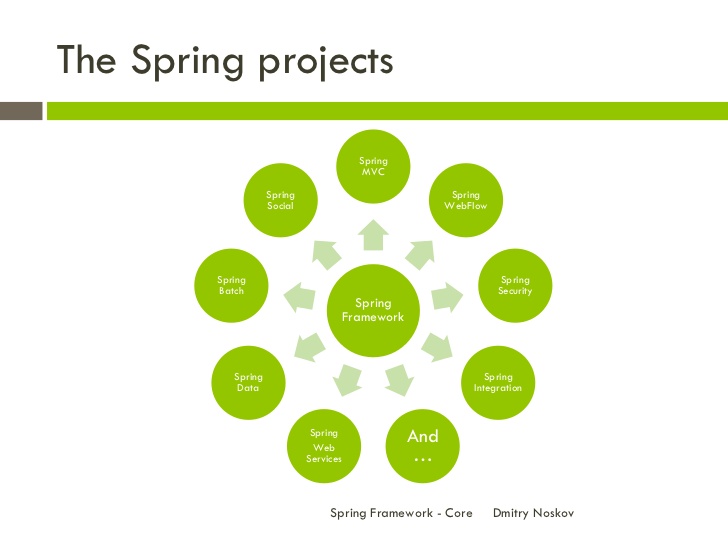 The Spring projects
Spring
MVC
Spring
WebFlow
Spring
Security
Spring
Integration
And
...
Spring
Web
Services
Spring
Data
Spring
Batch
Spring
Social
Spring
Framework
Spring Framework - Core Dmitry Noskov